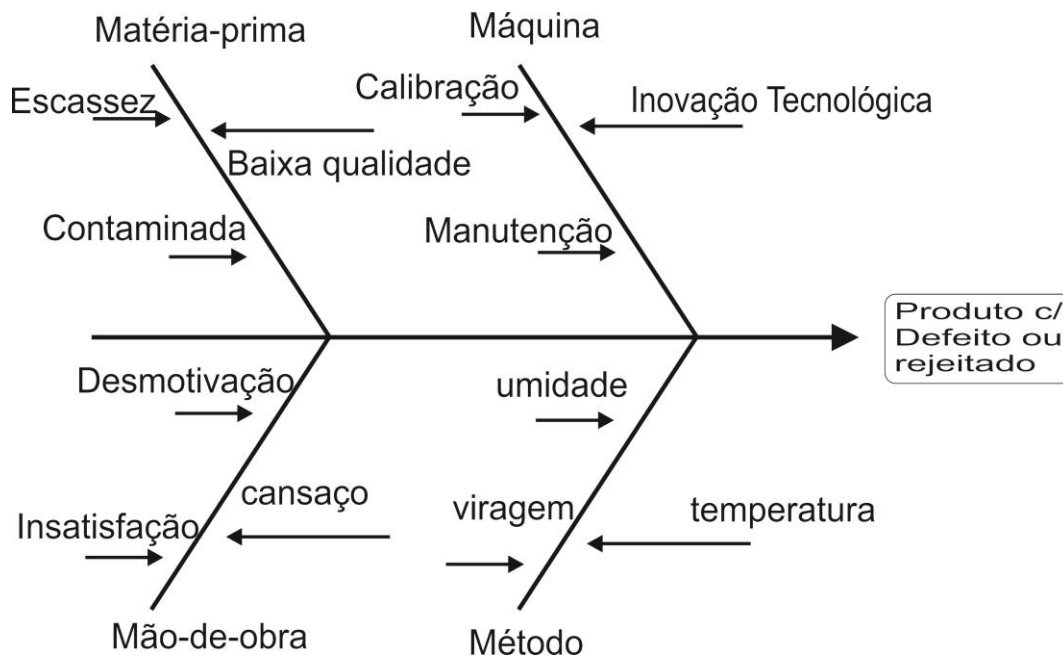 Matéria-prima
Máquina
Escassez
Calibração
Inovação Tecnológica
Baixa qualidade
Contaminada
Manutenção
Produto c/
Defeito ou
rejeitado
Desmotivação
umidade
cansaço
viragem
temperatura
Insatisfação
Mão-de-obra
Método